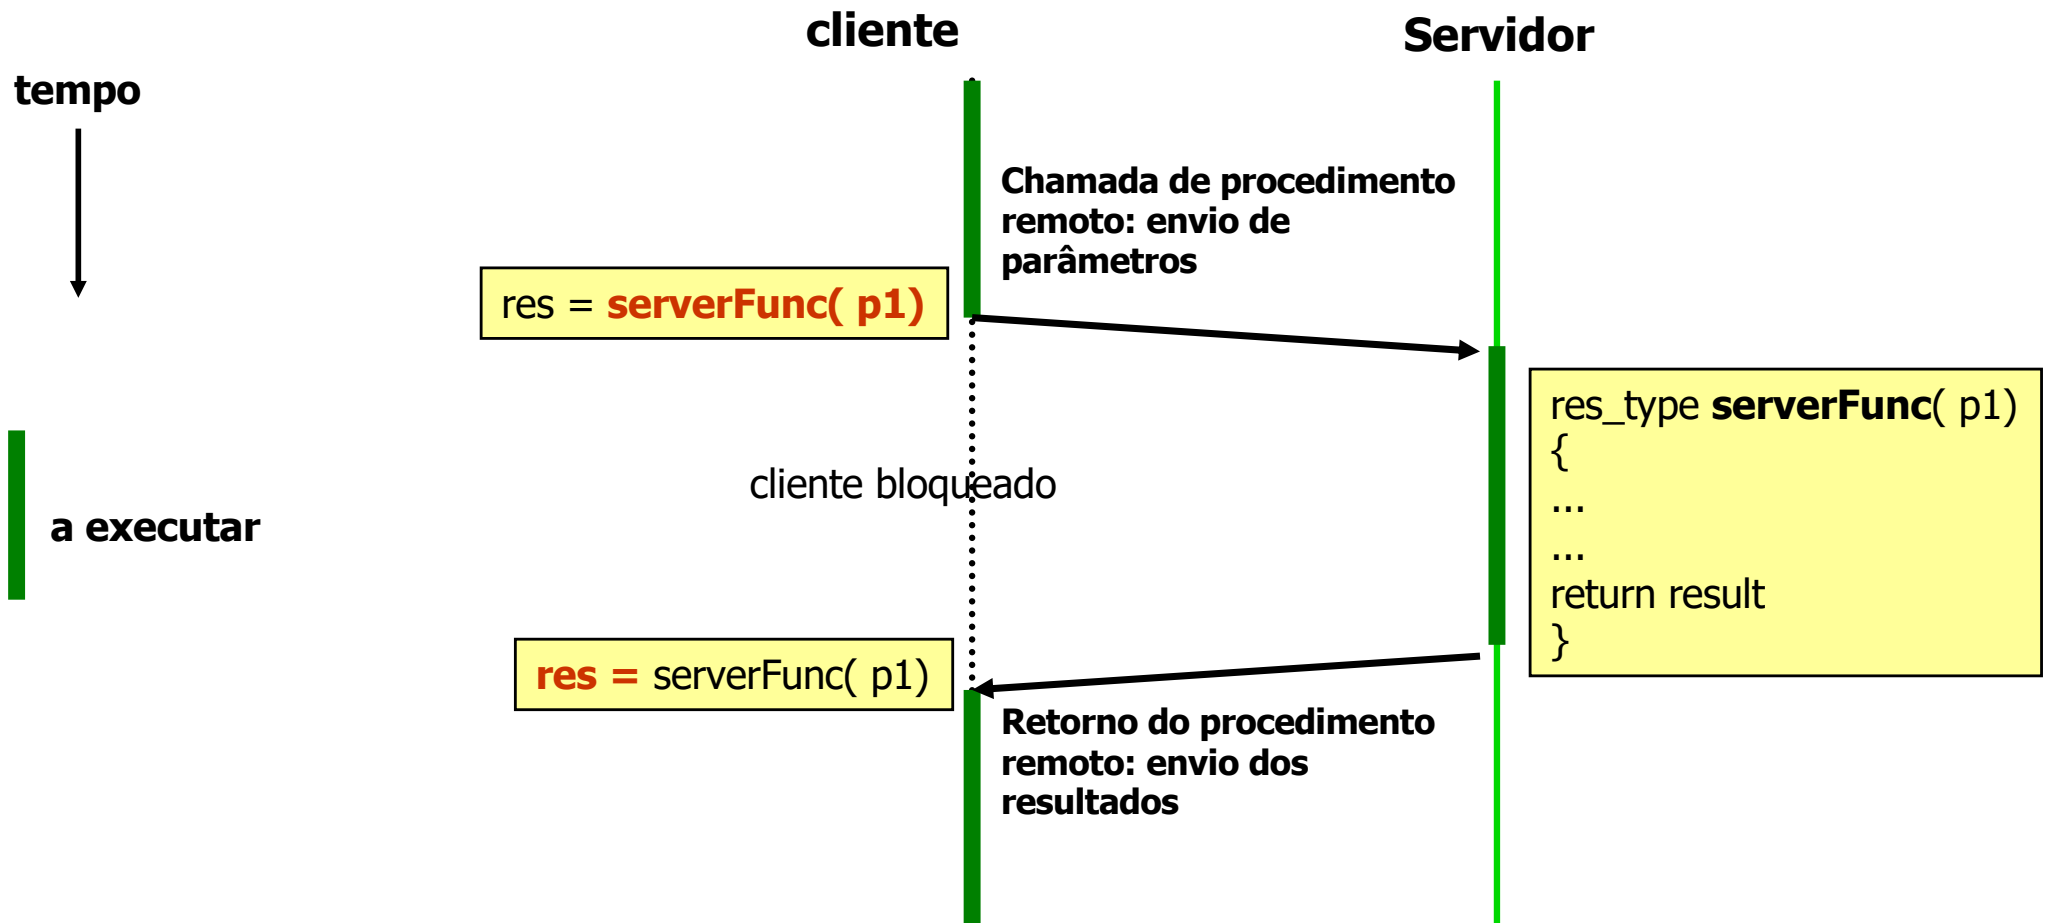 cliente
Servidor
tempo
Chamada de procedimento
remoto: envio de
parâmetros
res = serverFunc( p1)
res_type serverFunc( p1)
{
...
...
return result
}
cliente bloqueado
a executar
res = serverFunc( p1)
Retorno do procedimento
remoto: envio dos
resultados